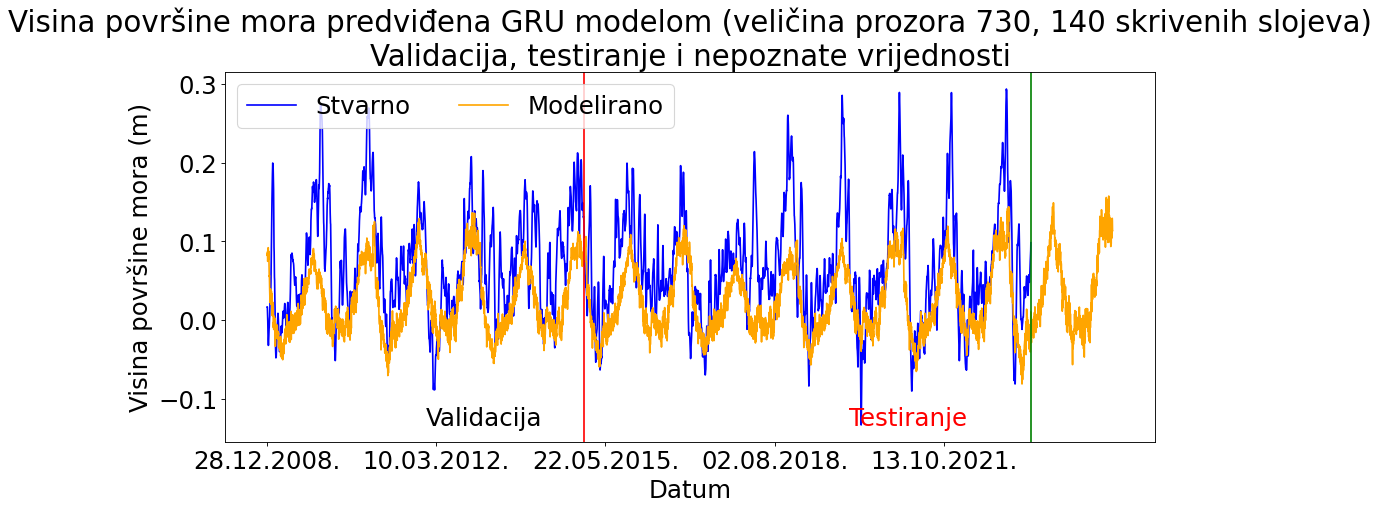 Visina površine mora predviđena GRU modelom (veličina prozora 730, 140 skrivenih slojeva)
Validacija, testiranje i nepoznate vrijednosti
Stvarno Modelirano
Visina površine mora (m)
0.3
0.2
0.1
0.0
−0.1
Validacija Testiranje
28.12.2008. 10.03.2012. 22.05.2015. 02.08.2018. 13.10.2021.
Datum